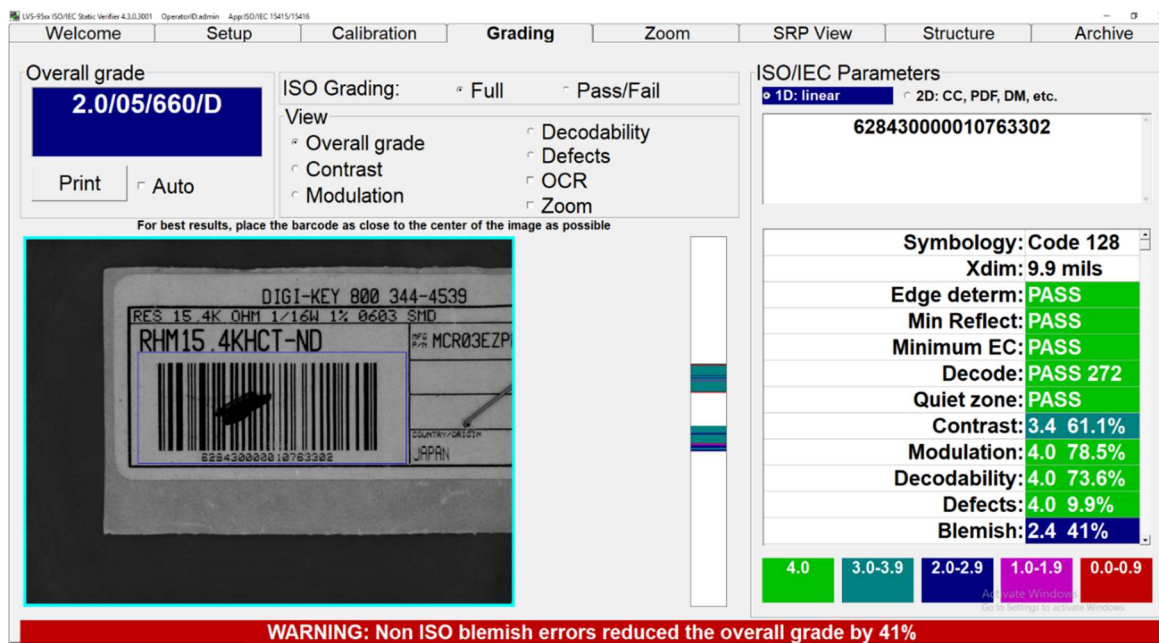 LVS-95xx ISO/IEC Static Verifier 4.3.0.3001 OperatorID:admin App:ISO/IEC 15415/15416
Welcome Setup Calibration Grading Zoom SRP View Structure Archive
Overall grade
2.0/05/660/D
Print Auto
ISO Grading: Full Pass/Fail
View
Overall grade
Contrast
Modulation
Decodability
Defects
OCR
Zoom
For best results, place the barcode as close to the center of the image as possible
DIGI-KEY 800 344-4539
RES 15.4K OHM 1/16W 1% 0603 SMD
RHM15.4KHCT-ND
MFG P/N MCR03EZP
628430000010763302
COUNTRY/ORIGIN
JAPAN
ISO/IEC Parameters
1D: linear 2D: CC, PDF, DM, etc.
628430000010763302
Symbology: Code 128
Xdim: 9.9 mils
Edge determ: PASS
Min Reflect: PASS
Minimum EC: PASS
Decode: PASS 272
Quiet zone: PASS
Contrast: 3.4 61.1%
Modulation: 4.0 78.5%
Decodability: 4.0 73.6%
Defects: 4.0 9.9%
Blemish: 2.4 41%
4.0 3.0-3.9 2.0-2.9 1.0-1.9 0.0-0.9
Activate Windows
Go to Settings to activate Windows.
WARNING: Non ISO blemish errors reduced the overall grade by 41%